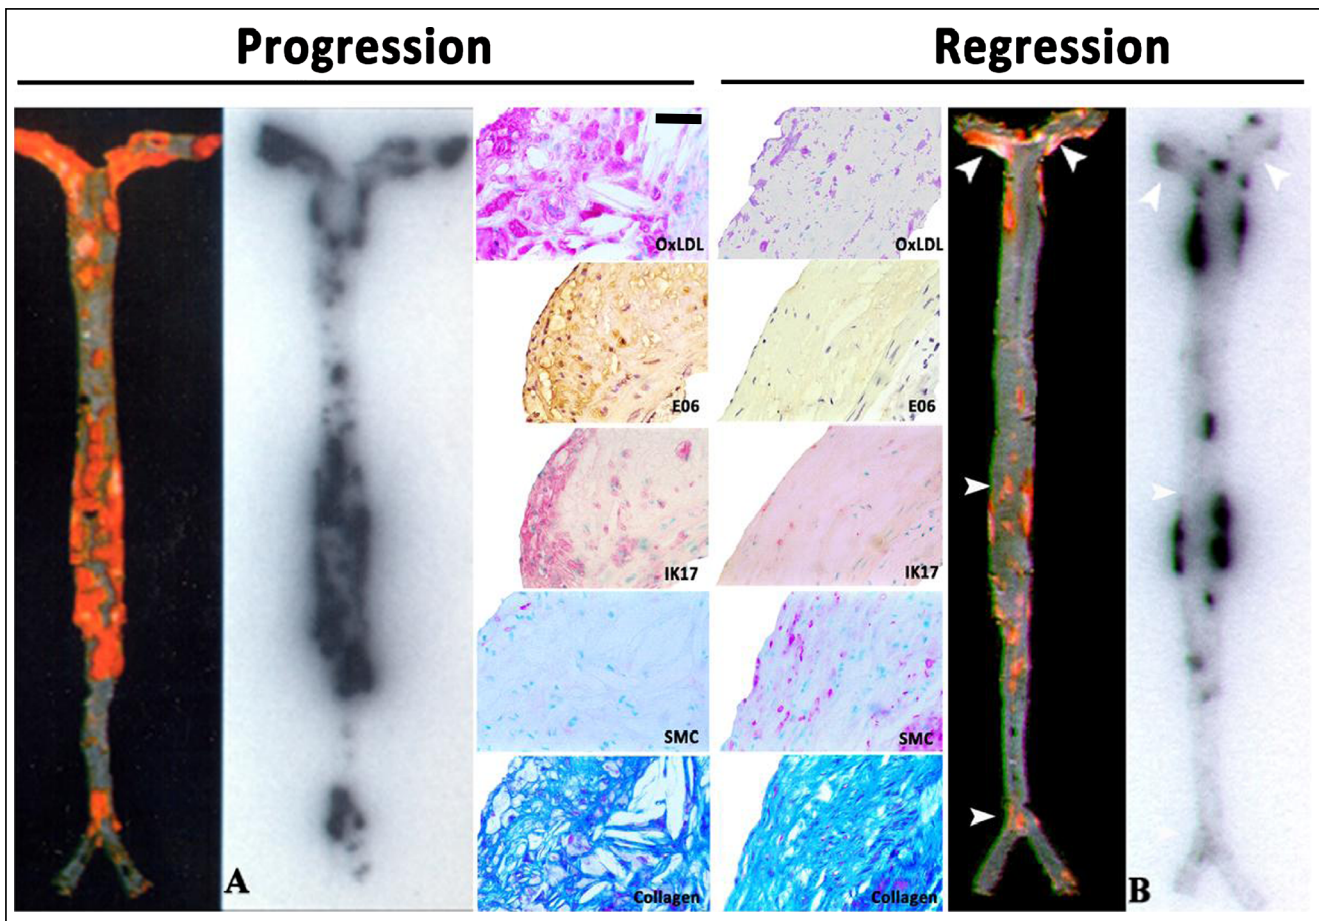 Progression
Regression
OxLDL
OxLDL
E06
E06
IK17
IK17
SMC
SMC
A
Collagen
Collagen
B